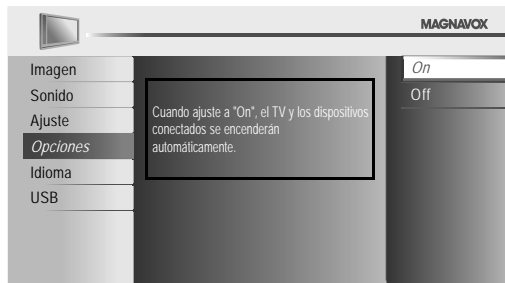 MAGNAVOX
Imagen
Sonido
Ajuste
Opciones
Idioma
USB
Cuando ajuste a "On", el TV y los dispositivos
conectados se encenderán
automáticamente.
On
Off